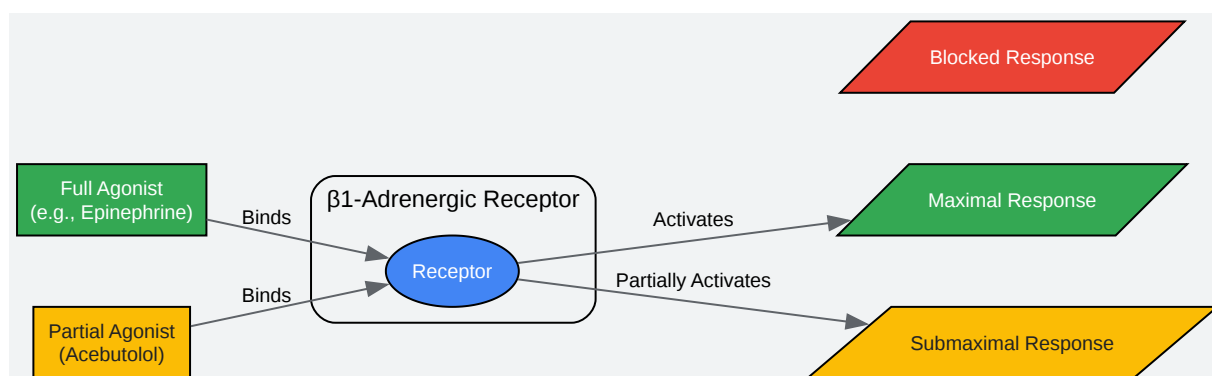 Blocked Response
Full Agonist
(e.g., Epinephrine)
Binds
β1-Adrenergic Receptor
Receptor
Activates
Maximal Response
Partially Activates
Partial Agonist
(Acebutolol)
Binds
Submaximal Response